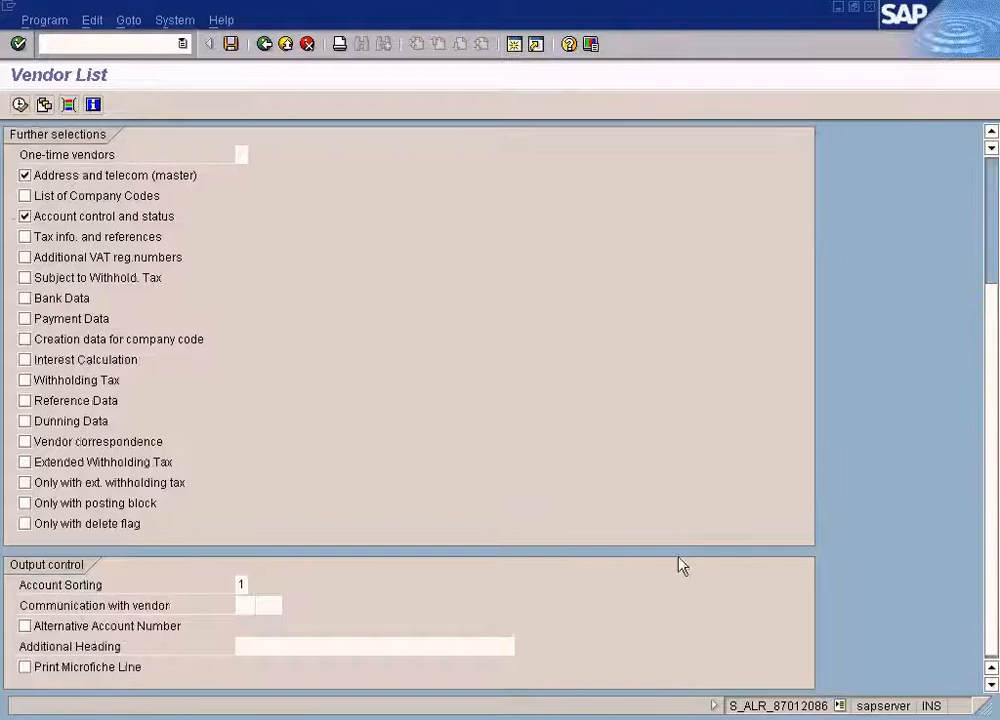 Program Edit Goto System Help
SAP
Vendor List
Further selections
One-time vendors
Address and telecom (master)
List of Company Codes
Account control and status
Tax info. and references
Additional VAT reg.numbers
Subject to Withhold. Tax
Bank Data
Payment Data
Creation data for company code
Interest Calculation
Withholding Tax
Reference Data
Dunning Data
Vendor correspondence
Extended Withholding Tax
Only with ext. withholding tax
Only with posting block
Only with delete flag
Output control
Account Sorting 1
Communication with vendor
Alternative Account Number
Additional Heading
Print Microfiche Line
S_ALR_87012086 sapserver INS